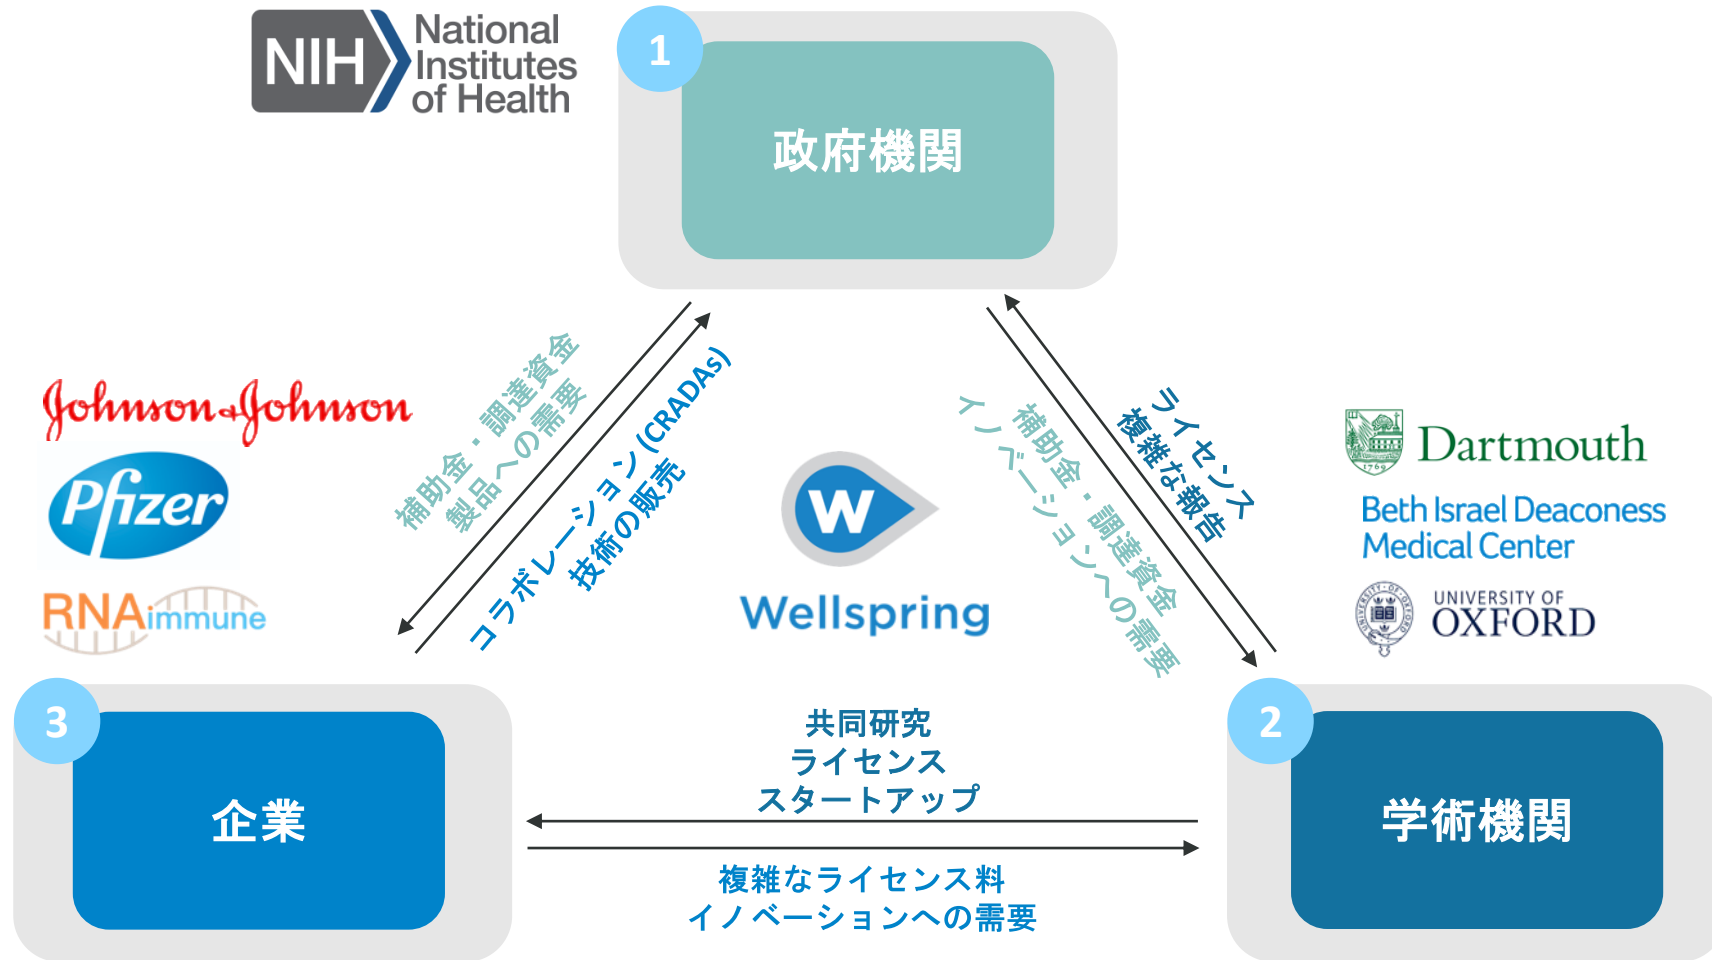 NIH
National
Institutes
of Health
1
政府機関
補助金・調達資金
製品への需要
コラボレーション(CRADAs)
技術の販売
ライセンス
複雑な報告
補助金・調達資金
イノベーションへの需要
Johnson&Johnson
Pfizer
RNAimmune
W
Wellspring
1769
Dartmouth
Beth Israel Deaconess
Medical Center
UNIVERSITY OF OXFORD
UNIVERSITY OF
OXFORD
3
企業
共同研究
ライセンス
スタートアップ
複雑なライセンス料
イノベーションへの需要
2
学術機関